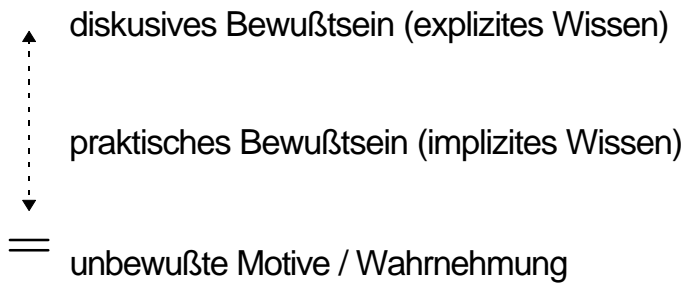 diskusives Bewußtsein (explizites Wissen)
praktisches Bewußtsein (implizites Wissen)
unbewußte Motive / Wahrnehmung